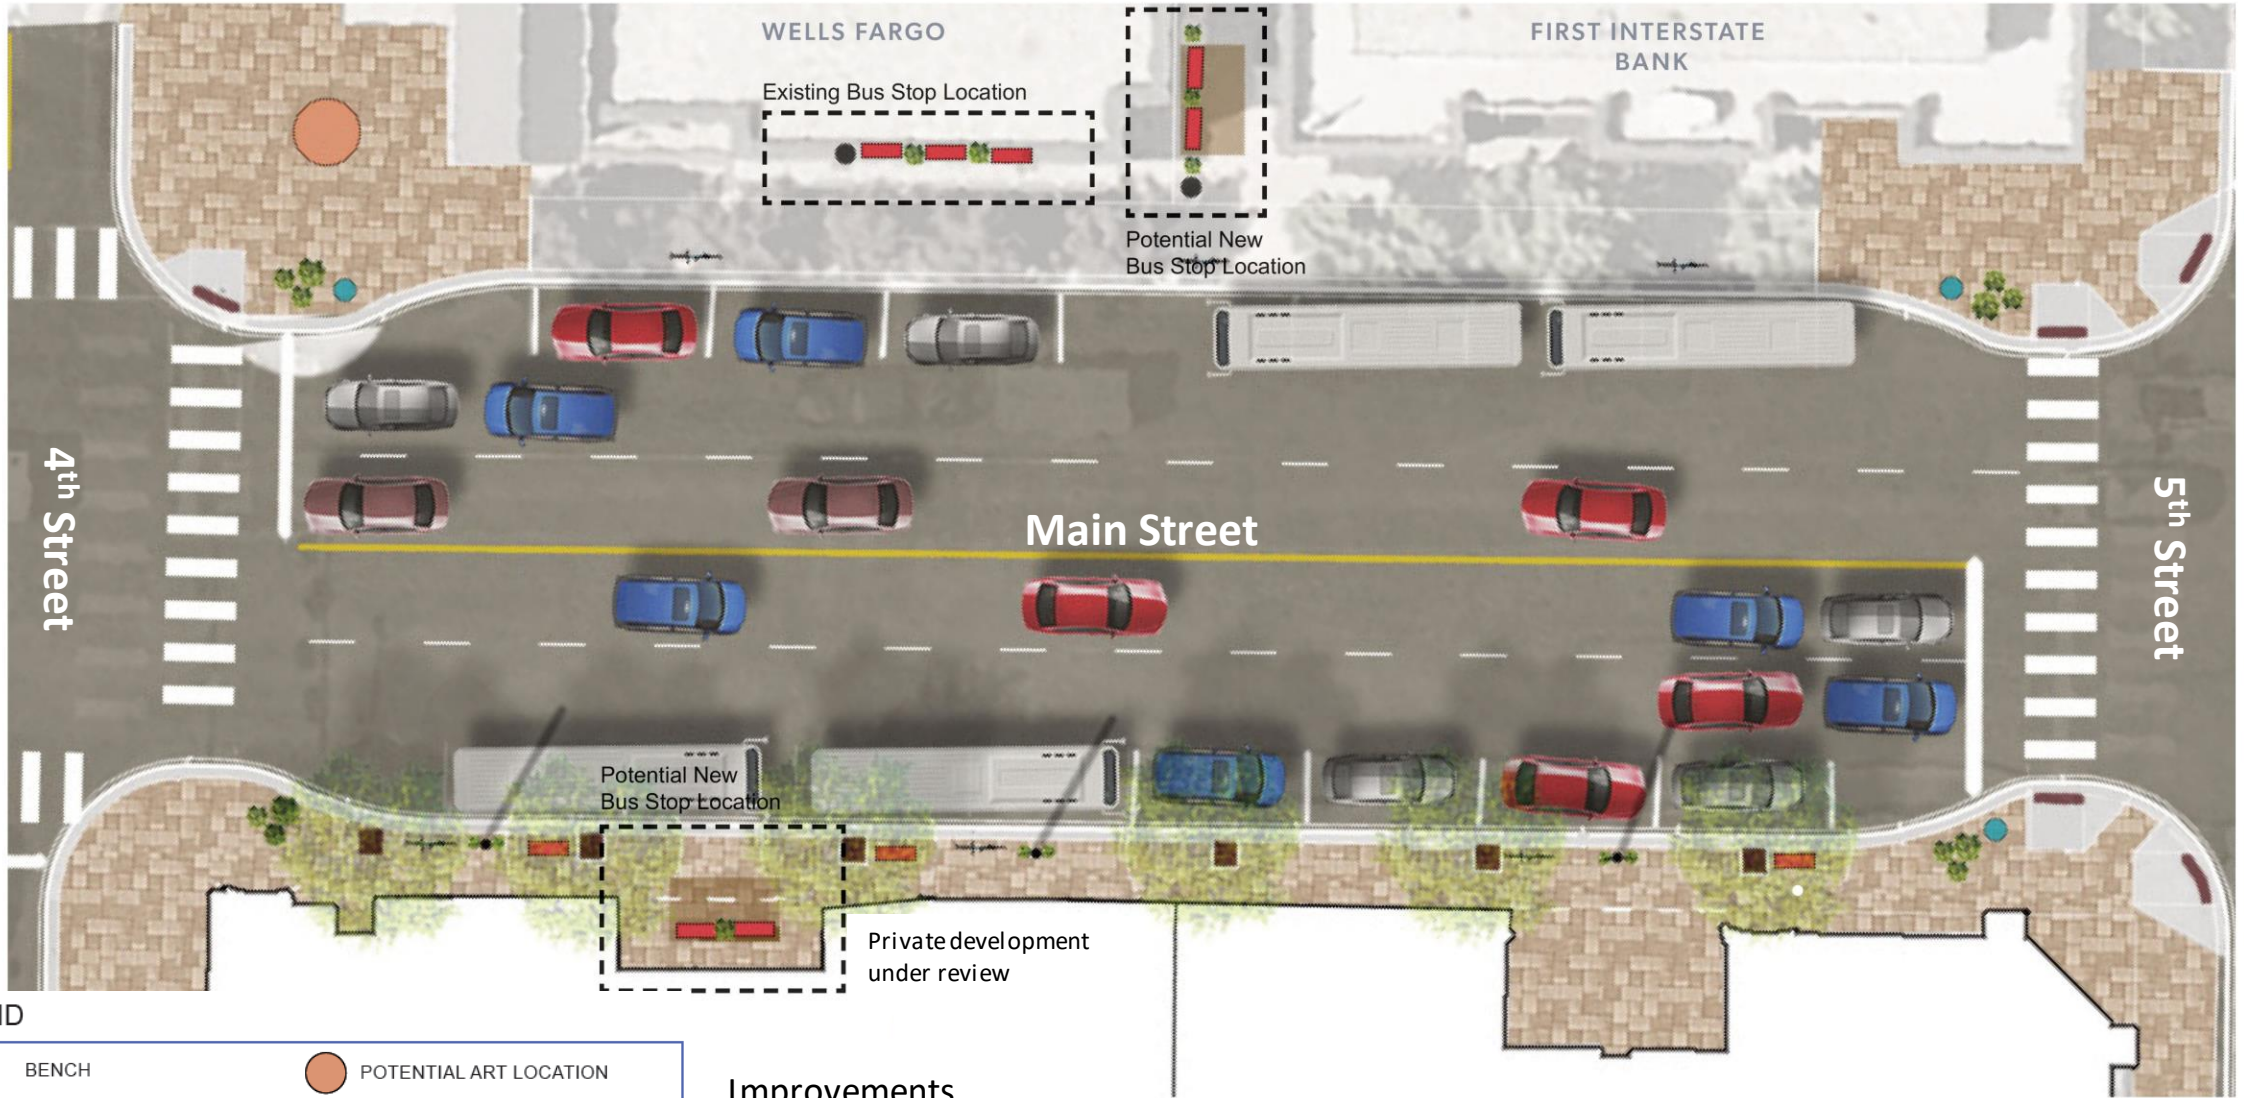 WELLS FARGO
FIRST INTERSTATE
BANK
Existing Bus Stop Location
Potential New
Bus Stop Location
4th Street
Main Street
5th Street
Potential New
Bus Stop Location
Private development
under review
BENCH
POTENTIAL ART LOCATION
Improvements